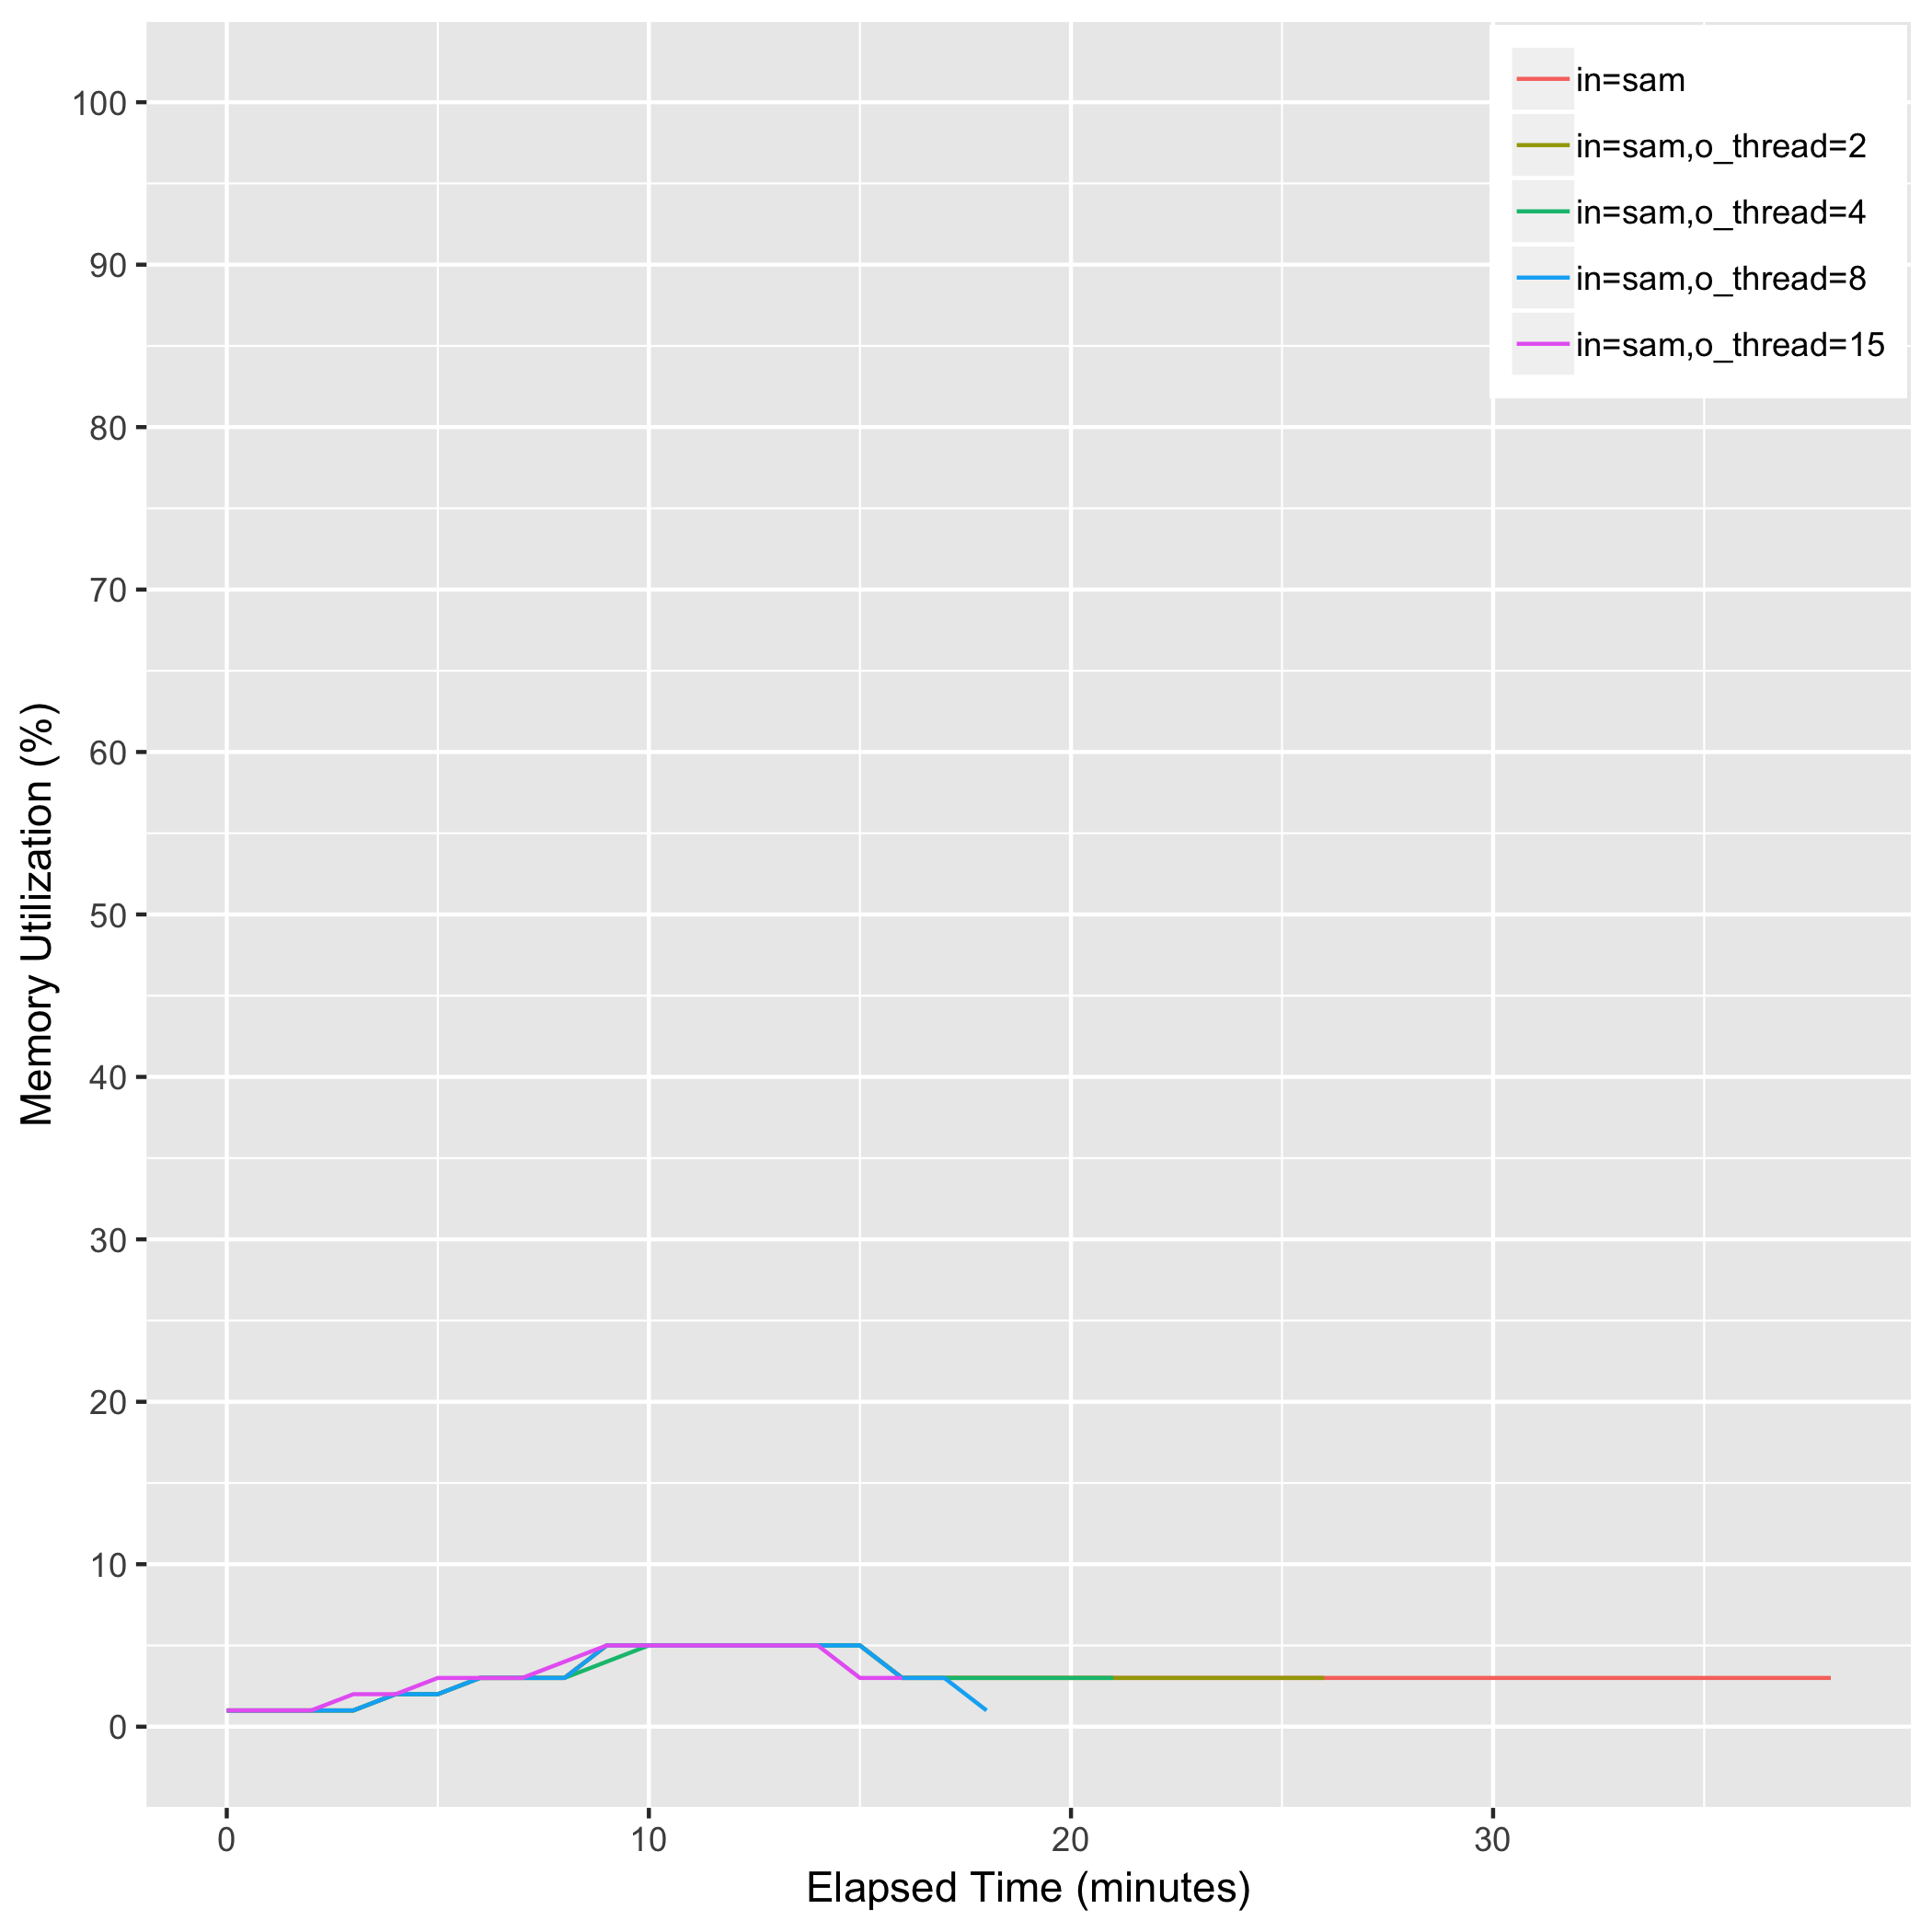 in=sam
in=sam,o_thread=2
in=sam,o_thread=4
in=sam,o_thread=8
in=sam,o_thread=15
Memory Utilization (%)
100
90
80
70
60
50
40
30
20
10
0
0 10 20 30
Elapsed Time (minutes)